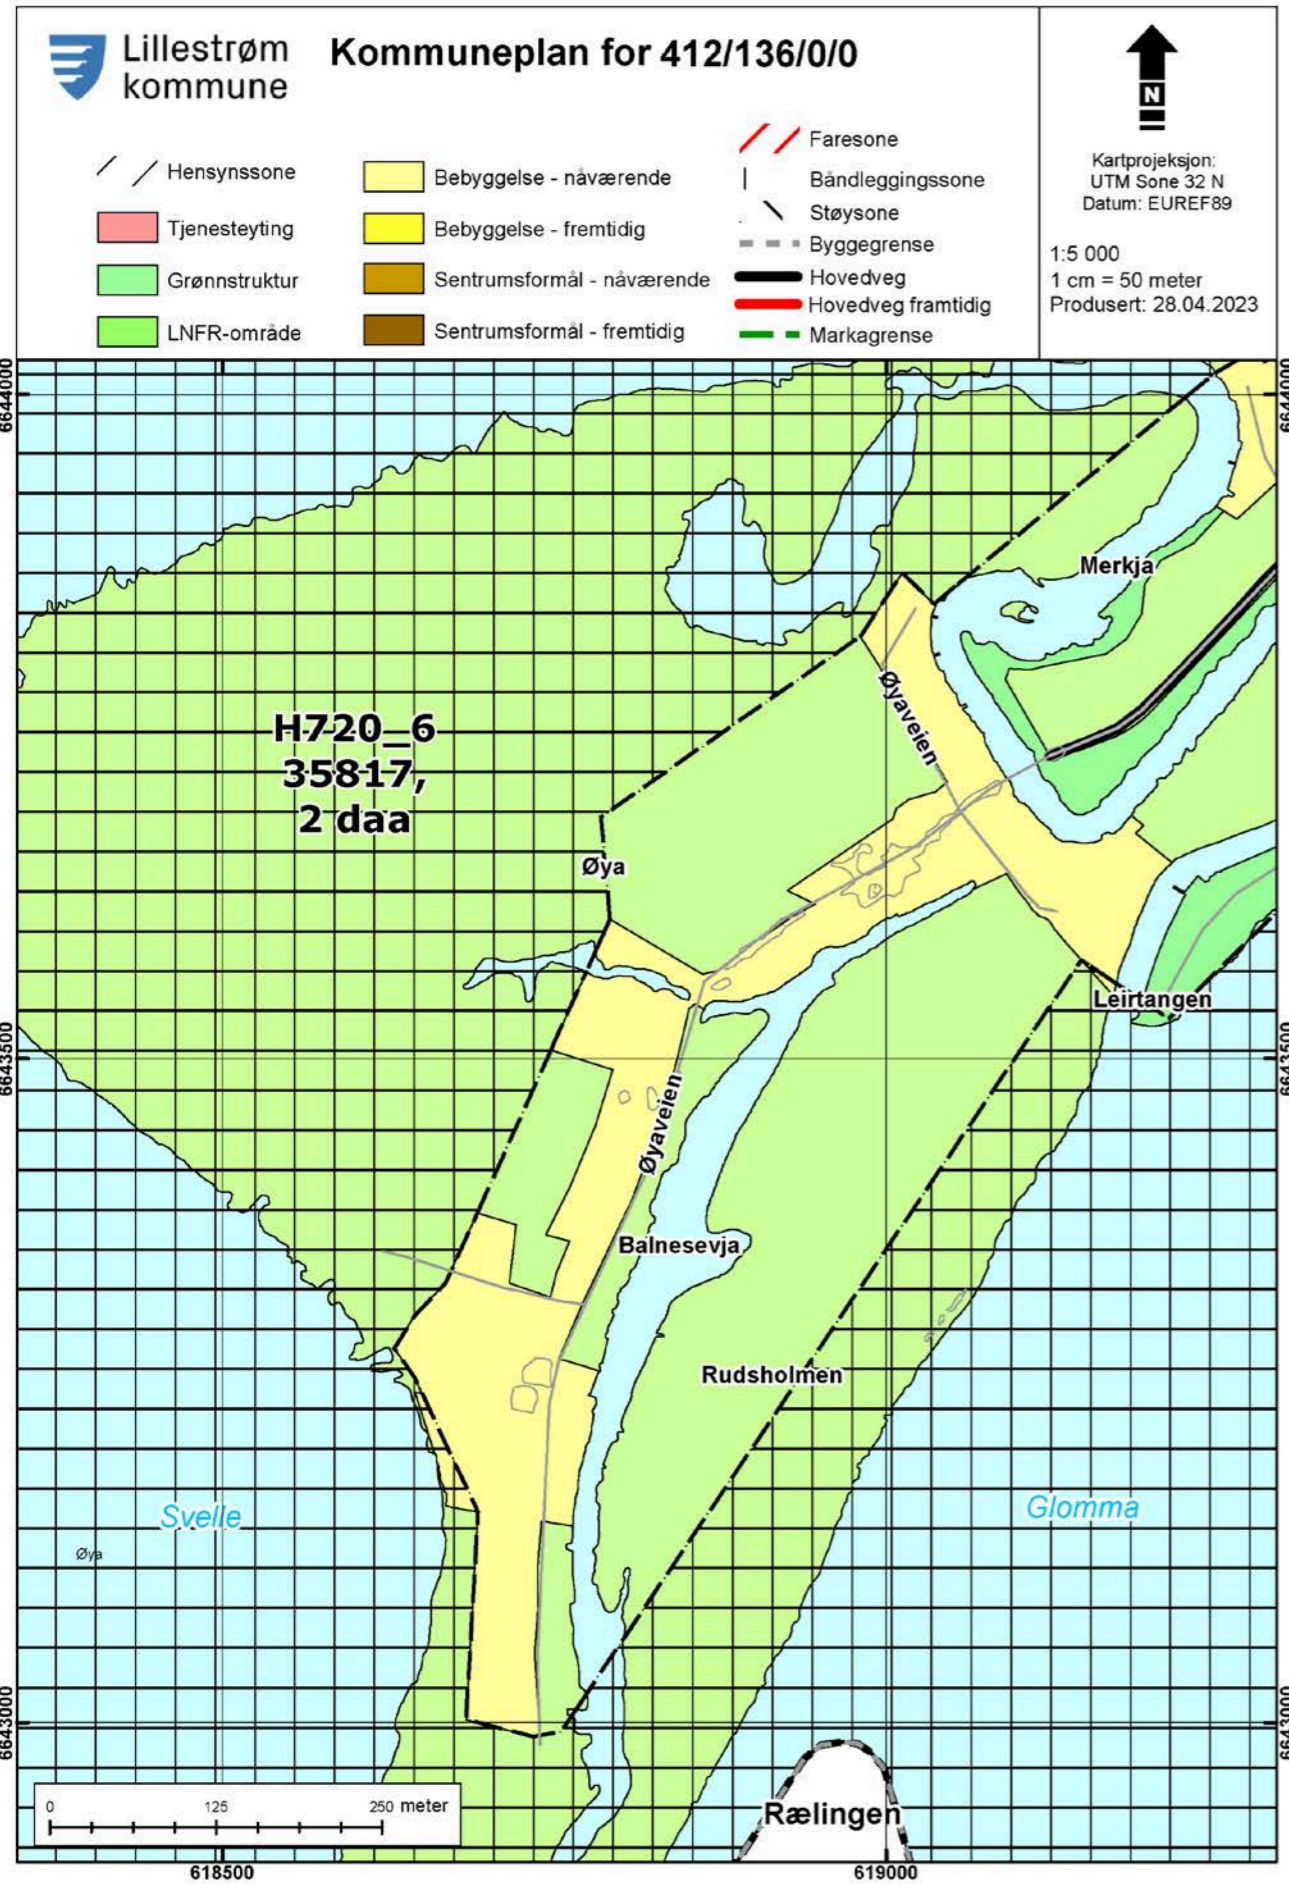 Lillestrøm
kommune
Kommuneplan for 412/136/0/0
N
Kartprojeksjon:
UTM Sone 32 N
Datum: EUREF89
1:5 000
1 cm = 50 meter
Produsert: 28.04.2023
Hensynssone
Tjenesteyting
Grønnstruktur
LNFR-område
Bebyggelse - nåværende
Bebyggelse - fremtidig
Sentrumsformål - nåværende
Sentrumsformål - fremtidig
Faresone
Båndleggingssone
Støysone
Byggegrense
Hovedveg
Hovedveg framtidig
Markagrense
6644000
6644000
Merkja
Øyaveien
H720_6
35817,
2 daa
Øya
Leirtangen
6643500
6643500
Øyaveien
Balnesevja
Rudsholmen
Svelle
Glomma
Øya
6643000
6643000
0 125 250 meter
Rælingen
618500
619000